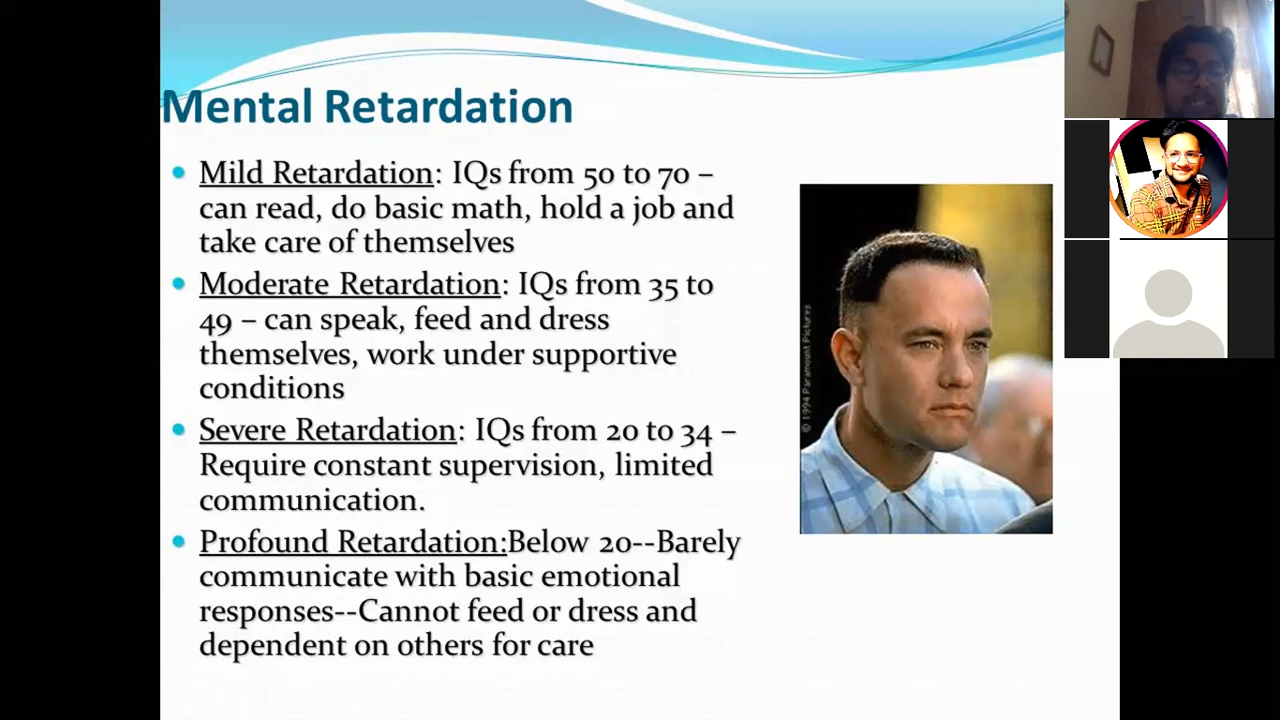 Mental Retardation
Mild Retardation: IQs from 50 to 70 –
can read, do basic math, hold a job and
take care of themselves
Moderate Retardation: IQs from 35 to
49 – can speak, feed and dress
themselves, work under supportive
conditions
Severe Retardation: IQs from 20 to 34 –
Require constant supervision, limited
communication.
Profound Retardation:Below 20--Barely
communicate with basic emotional
responses--Cannot feed or dress and
dependent on others for care
© 1994 Paramount Pictures